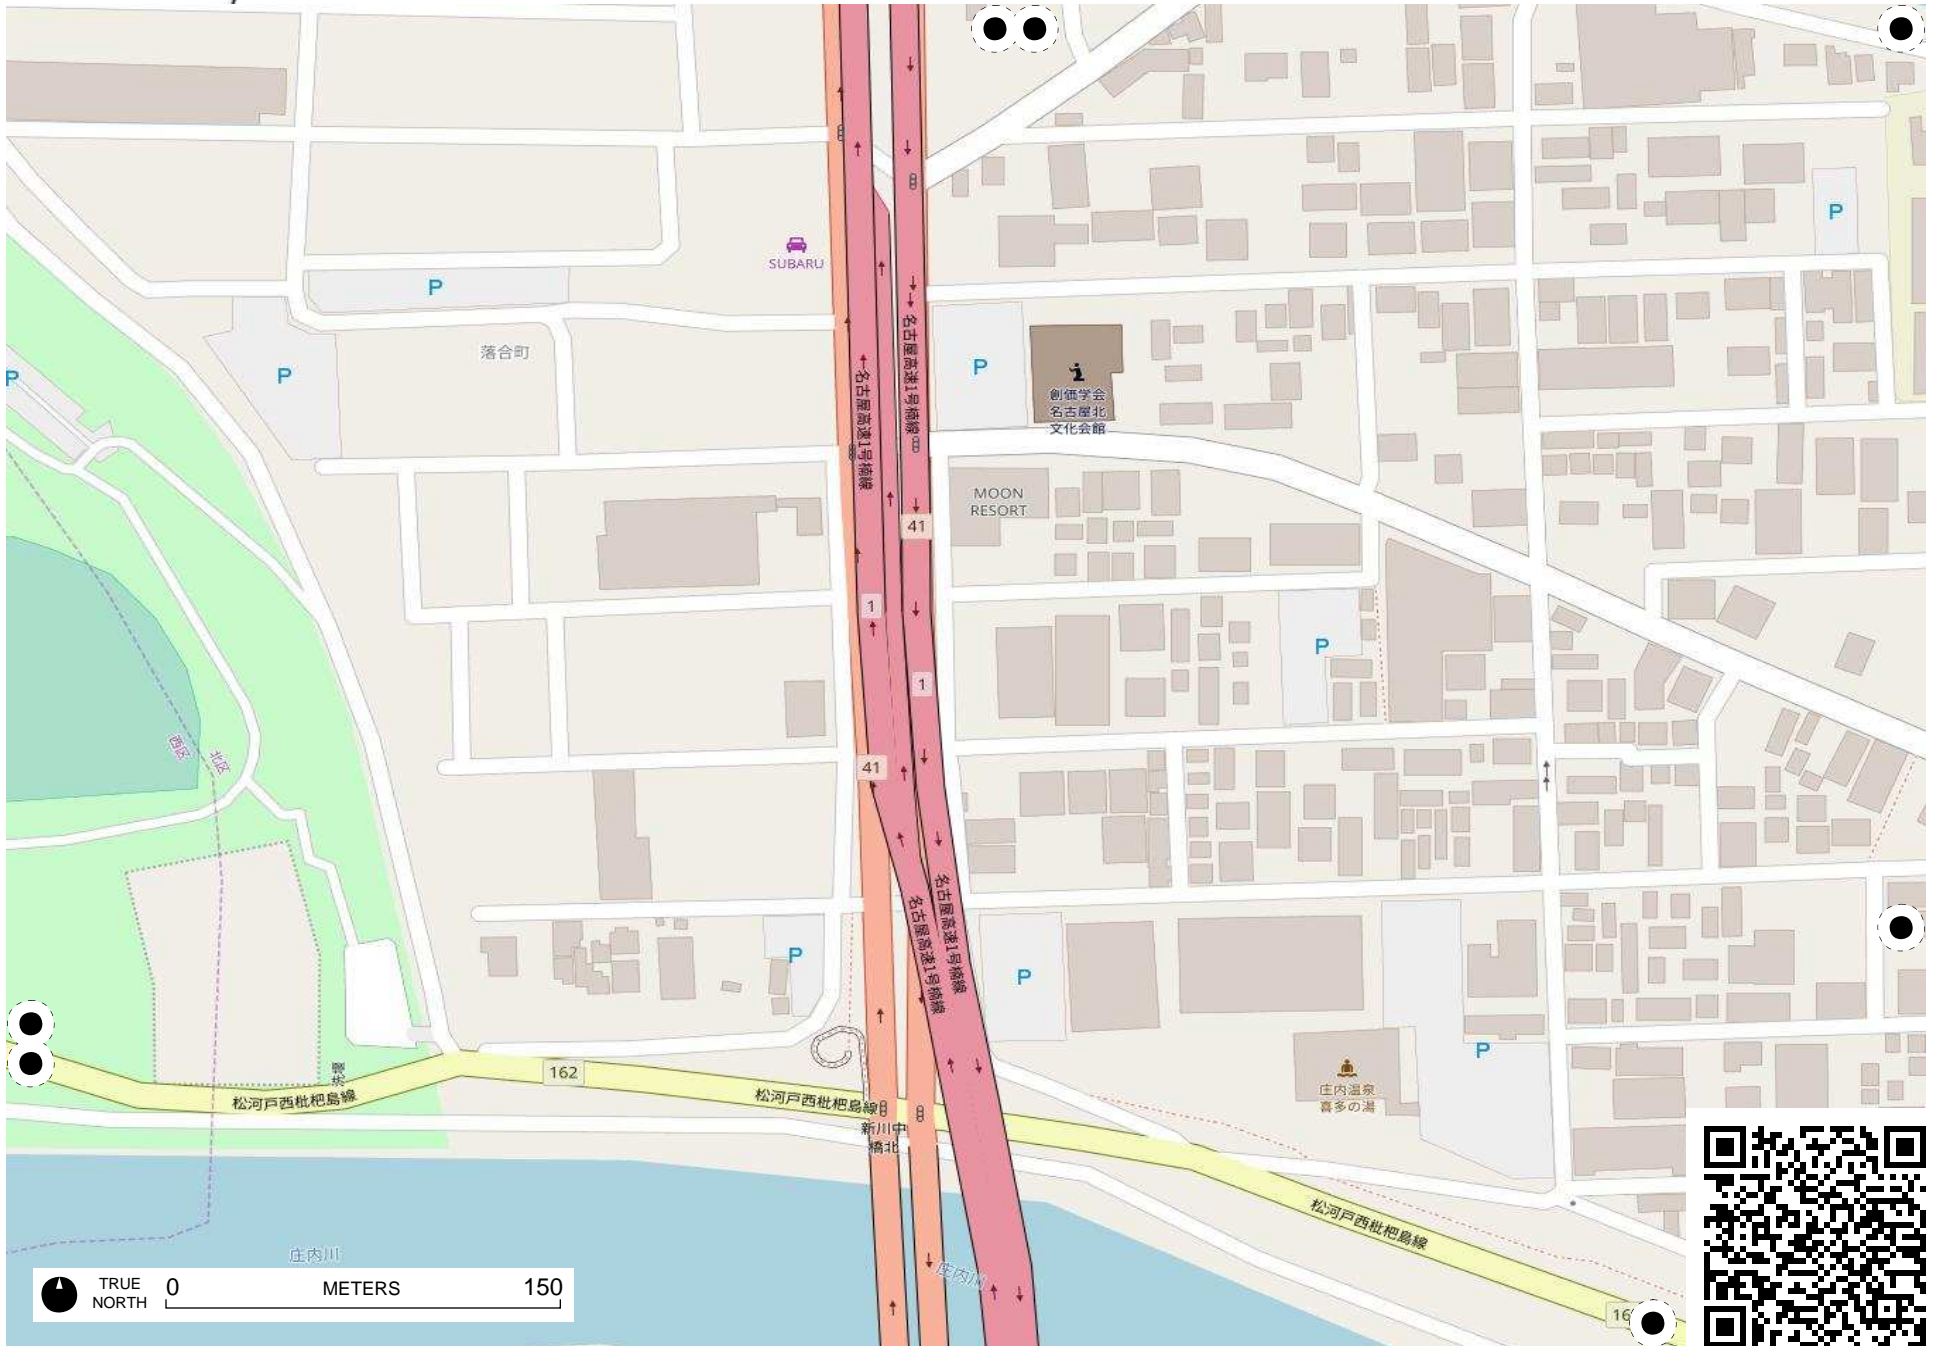 P
SUBARU
P
落合町
P
P
P
名古屋高速1号楠線
←名古屋高速1号楠線
創価学会
名古屋北
文化会館
MOON
RESORT
41
1
P
1
西区
北区
41
名古屋高速1号楠線
名古屋高速1号楠線
P
P
P
162
洗堰
松河戸西枇杷島線
松河戸西枇杷島線
新川中
橋北
庄内温泉
喜多の湯
松河戸西枇杷島線
庄内川
庄内川
16
TRUE
NORTH
0 METERS 150